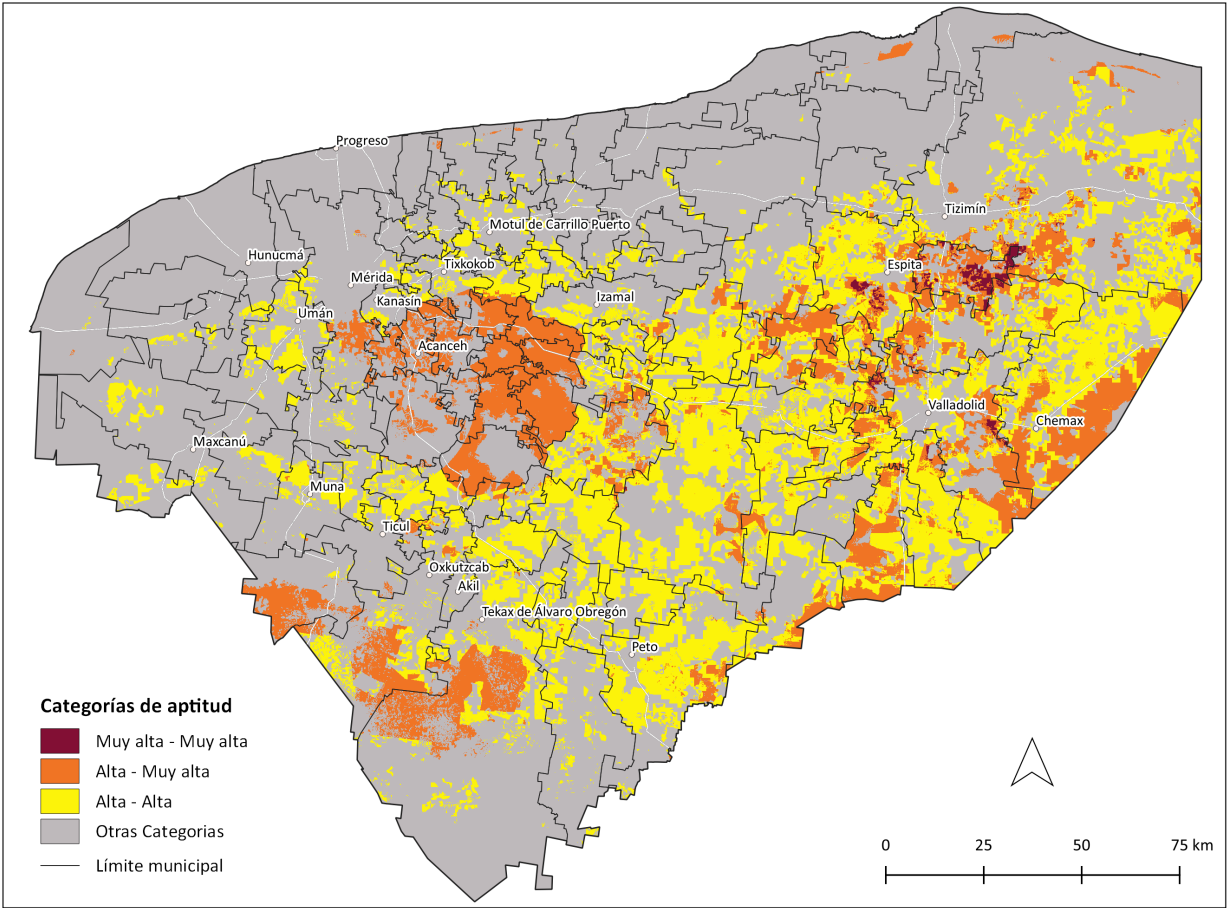 Progreso
Tizimín
Motul de Carrillo Puerto
Hunucmá
Tixkokob
Espita
Mérida
Kanasín
Izamal
Umán
Acanceh
Valladolid
Chemax
Maxcanú
Muna
Ticul
Oxkutzcab
Akil
Tekax de Álvaro Obregón
Peto
Categorías de aptitud
Muy alta - Muy alta
Alta - Muy alta
Alta - Alta
Otras Categorias
Límite municipal
0 25 50 75 km